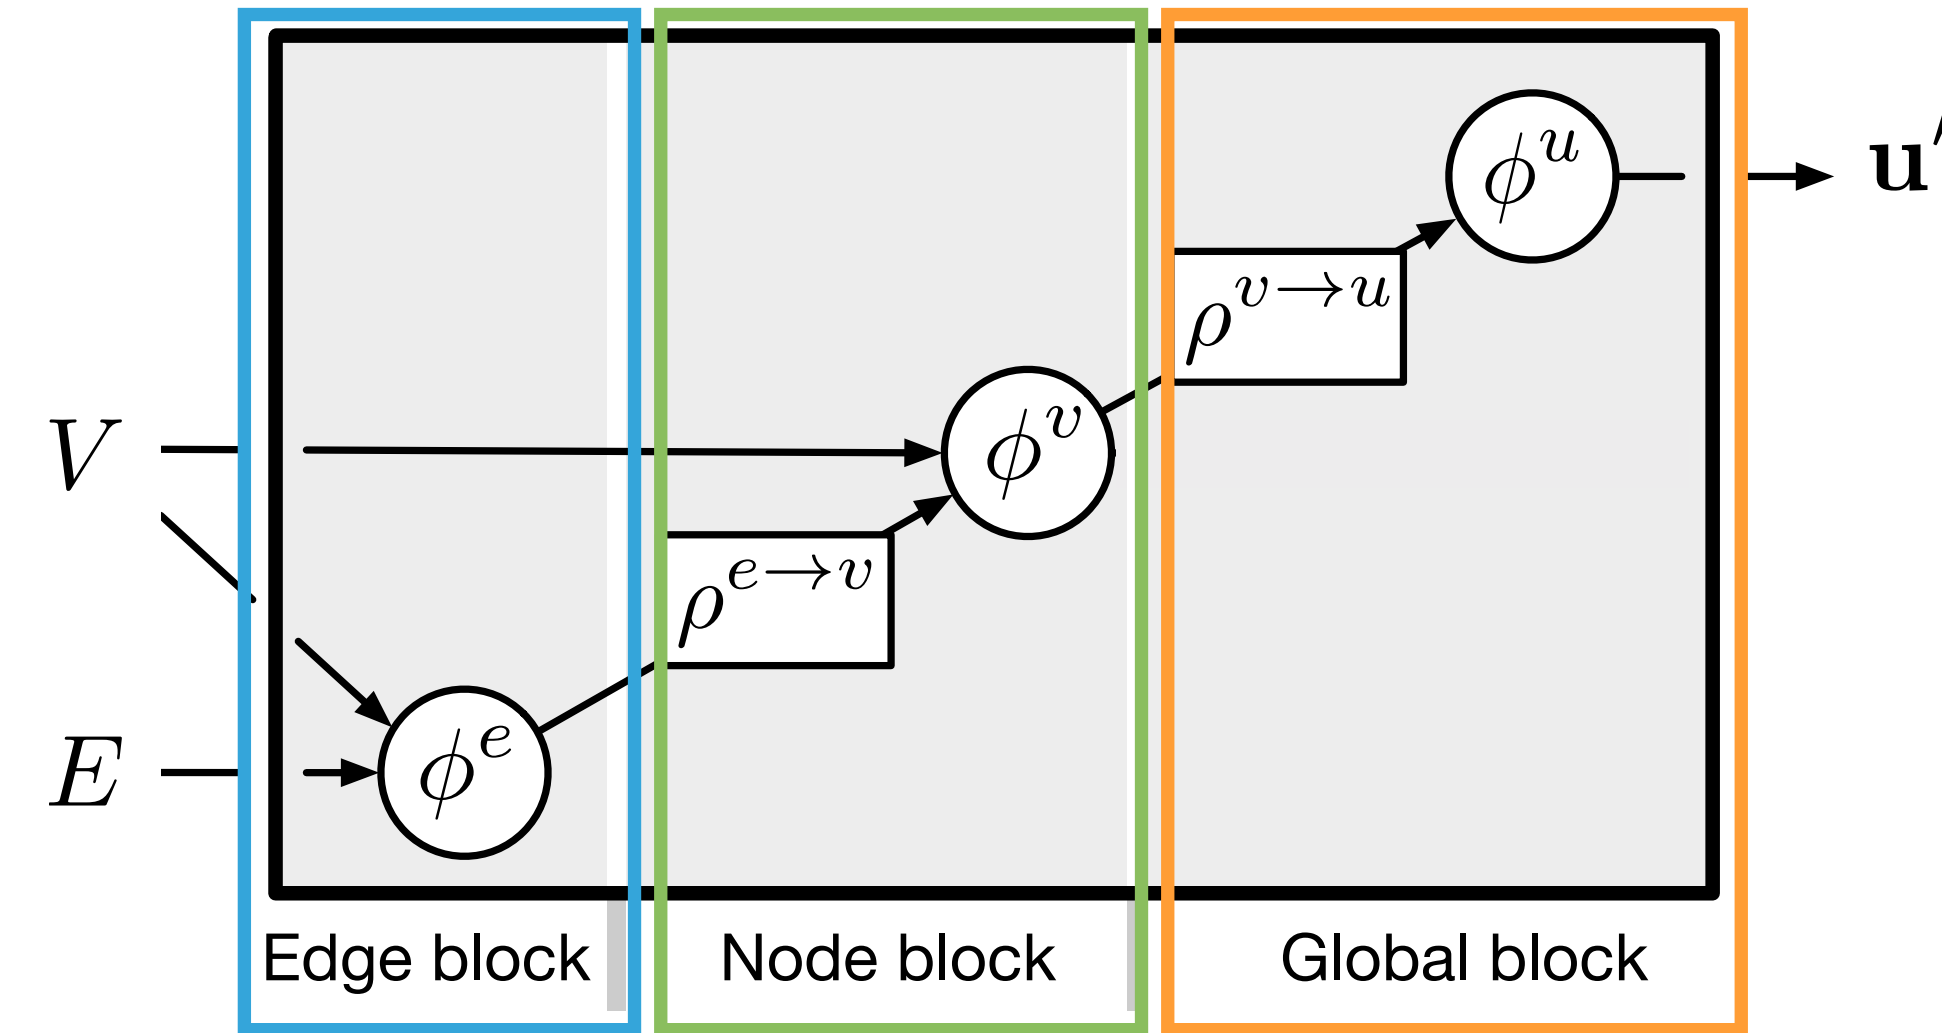 V
E
ϕ^e
ρ^{e→v}
ϕ^v
ρ^{v→u}
ϕ^u
𝐮′
Edge block
Node block
Global block